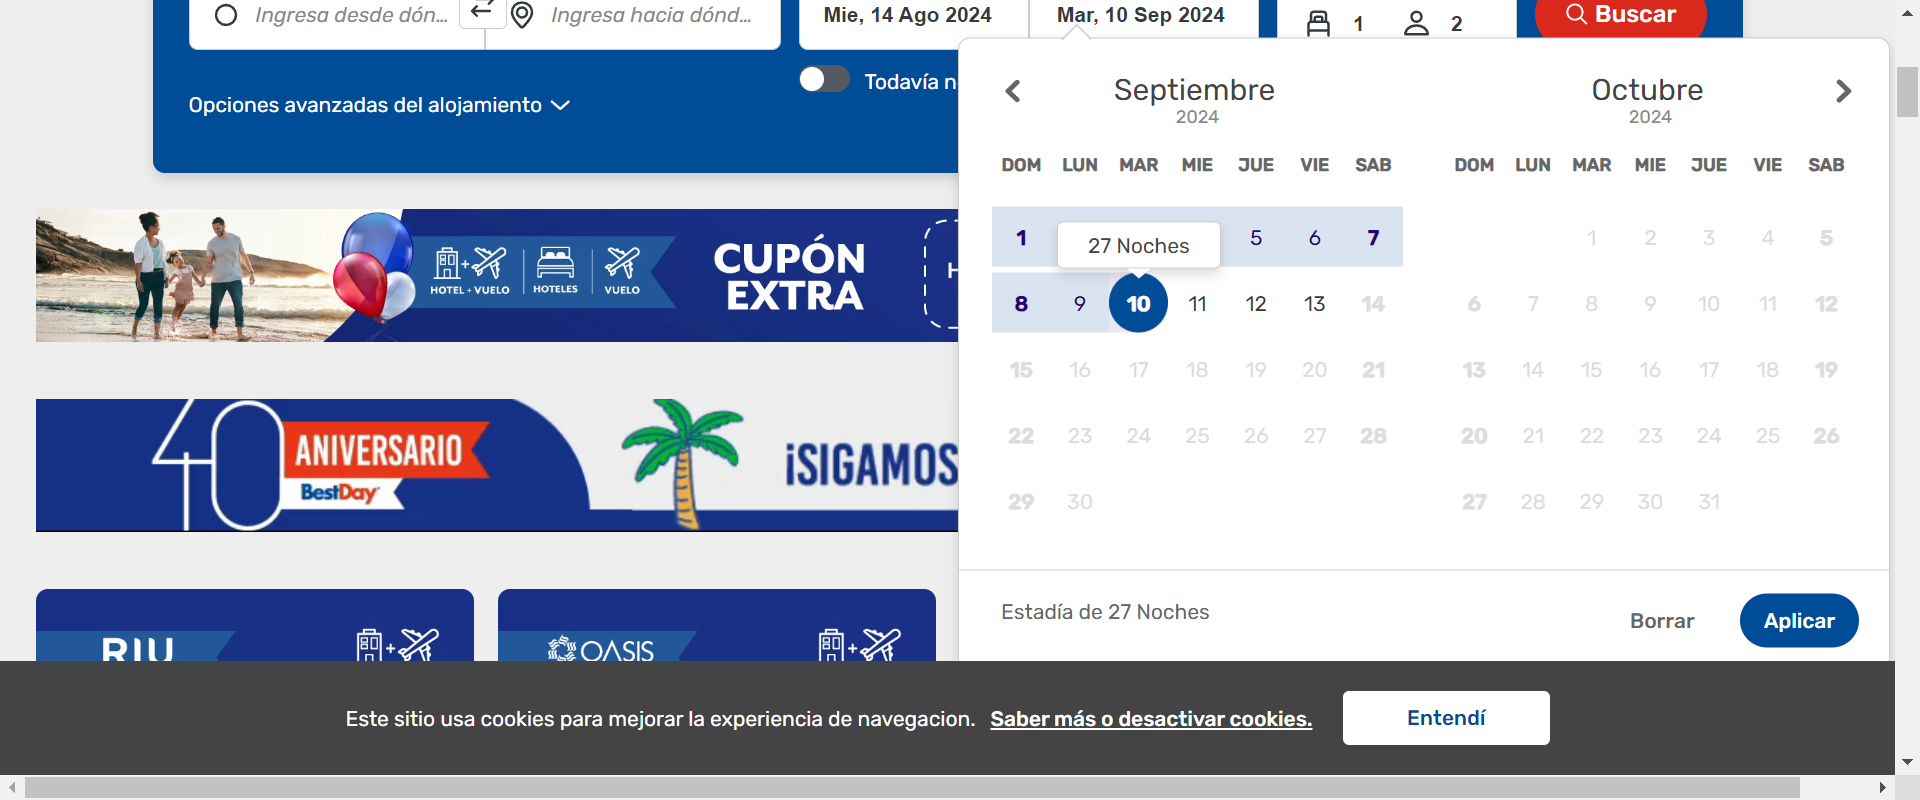 Ingresa desde dón...
Ingresa hacia dónd...
Mie, 14 Ago 2024
Mar, 10 Sep 2024
1
2
Buscar
Todavía n
Opciones avanzadas del alojamiento
Septiembre
2024
DOM LUN MAR MIE JUE VIE SAB
1 5 6 7
27 Noches
8 9 10 11 12 13 14
15 16 17 18 19 20 21
22 23 24 25 26 27 28
29 30
Octubre
2024
DOM LUN MAR MIE JUE VIE SAB
1 2 3 4 5
6 7 8 9 10 11 12
13 14 15 16 17 18 19
20 21 22 23 24 25 26
27 28 29 30 31
Estadía de 27 Noches
Borrar
Aplicar
HOTEL + VUELO
HOTELES
VUELO
CUPÓN
EXTRA
H
40
ANIVERSARIO
BestDay
¡SIGAMOS
RIU
OASIS
Este sitio usa cookies para mejorar la experiencia de navegacion. Saber más o desactivar cookies.
Entendí